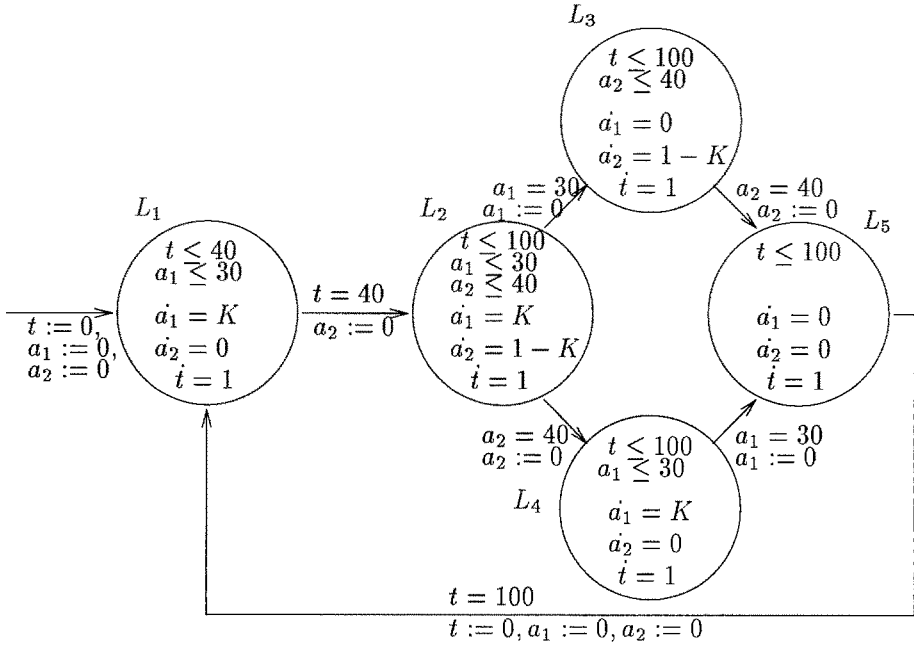 L₃
t ≤ 100
a₂ ≤ 40
ȧ₁ = 0
ȧ₂ = 1 − K
ṫ = 1
a₁ = 30
a₁ := 0
a₂ = 40
a₂ := 0
L₁
t ≤ 40
a₁ ≤ 30
ȧ₁ = K
ȧ₂ = 0
ṫ = 1
t := 0,
a₁ := 0,
a₂ := 0
t = 40
a₂ := 0
L₂
t ≤ 100
a₁ ≤ 30
a₂ ≤ 40
ȧ₁ = K
ȧ₂ = 1 − K
ṫ = 1
L₅
t ≤ 100
ȧ₁ = 0
ȧ₂ = 0
ṫ = 1
a₂ = 40
a₂ := 0
L₄
t ≤ 100
a₁ ≤ 30
ȧ₁ = K
ȧ₂ = 0
ṫ = 1
a₁ = 30
a₁ := 0
t = 100
t := 0, a₁ := 0, a₂ := 0